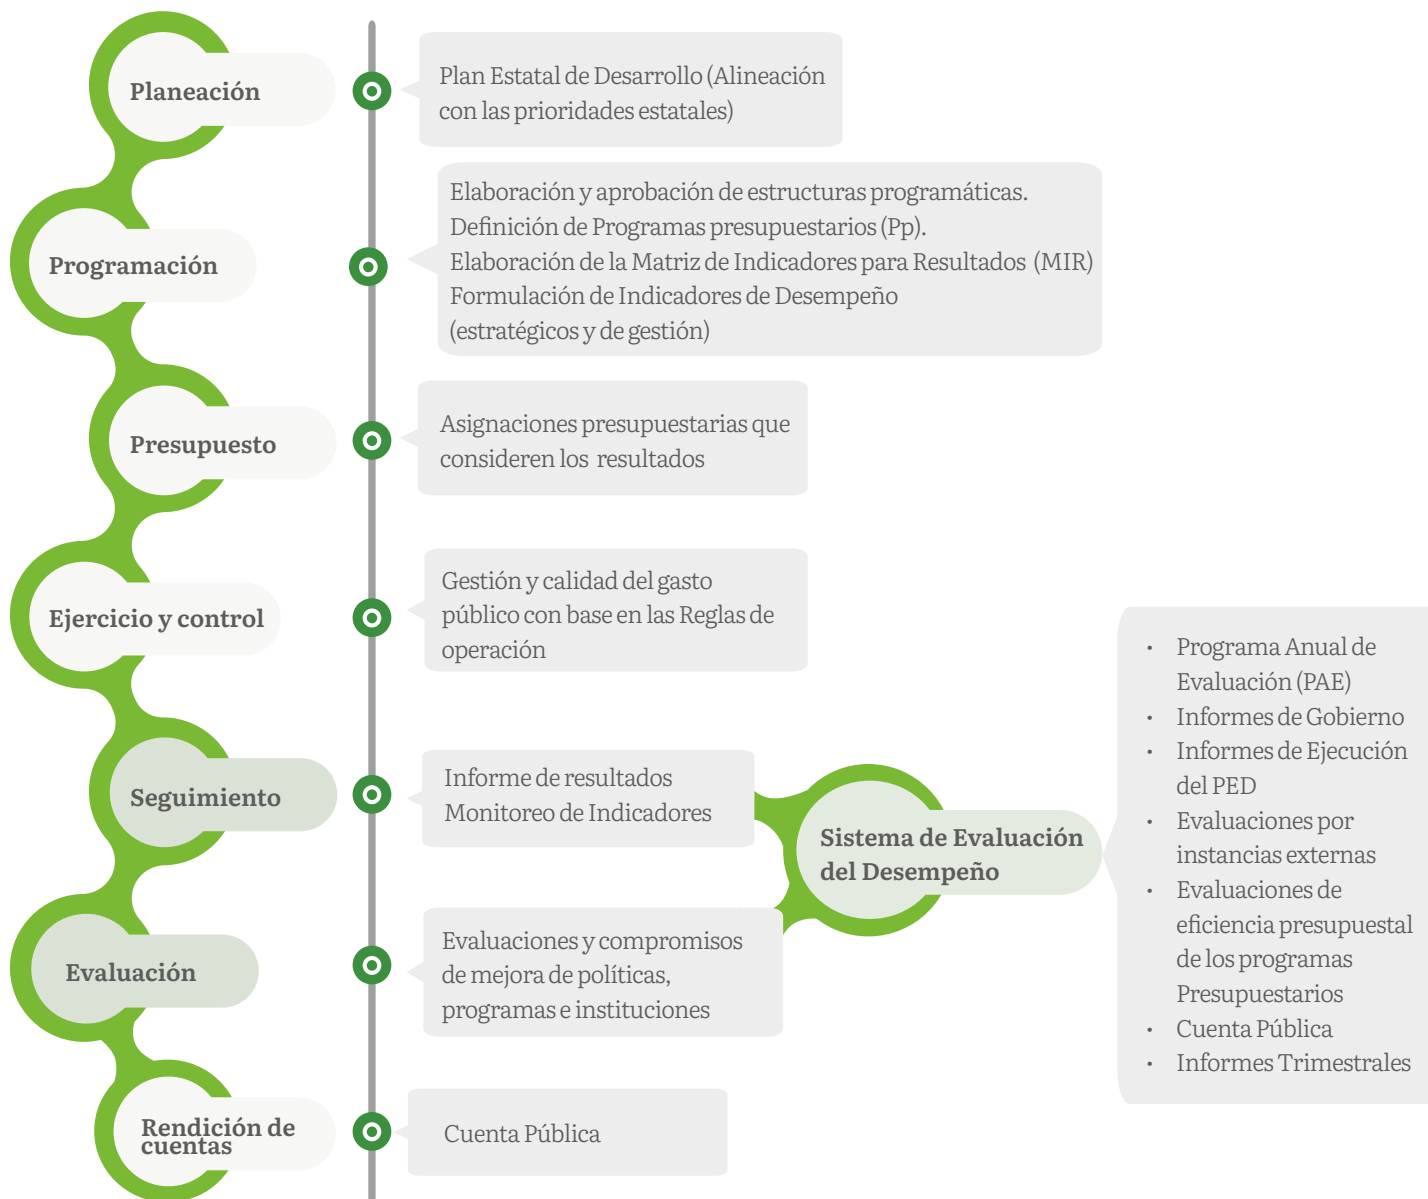 Planeación
Plan Estatal de Desarrollo (Alineación
con las prioridades estatales)
Programación
Elaboración y aprobación de estructuras programáticas.
Definición de Programas presupuestarios (Pp).
Elaboración de la Matriz de Indicadores para Resultados (MIR)
Formulación de Indicadores de Desempeño
(estratégicos y de gestión)
Presupuesto
Asignaciones presupuestarias que
consideren los resultados
Ejercicio y control
Gestión y calidad del gasto
público con base en las Reglas de
operación
Seguimiento
Informe de resultados
Monitoreo de Indicadores
Evaluación
Evaluaciones y compromisos
de mejora de políticas,
programas e instituciones
Sistema de Evaluación
del Desempeño
• Programa Anual de
Evaluación (PAE)
• Informes de Gobierno
• Informes de Ejecución
del PED
• Evaluaciones por
instancias externas
• Evaluaciones de
eficiencia presupuestal
de los programas
Presupuestarios
• Cuenta Pública
• Informes Trimestrales
Rendición de
cuentas
Cuenta Pública